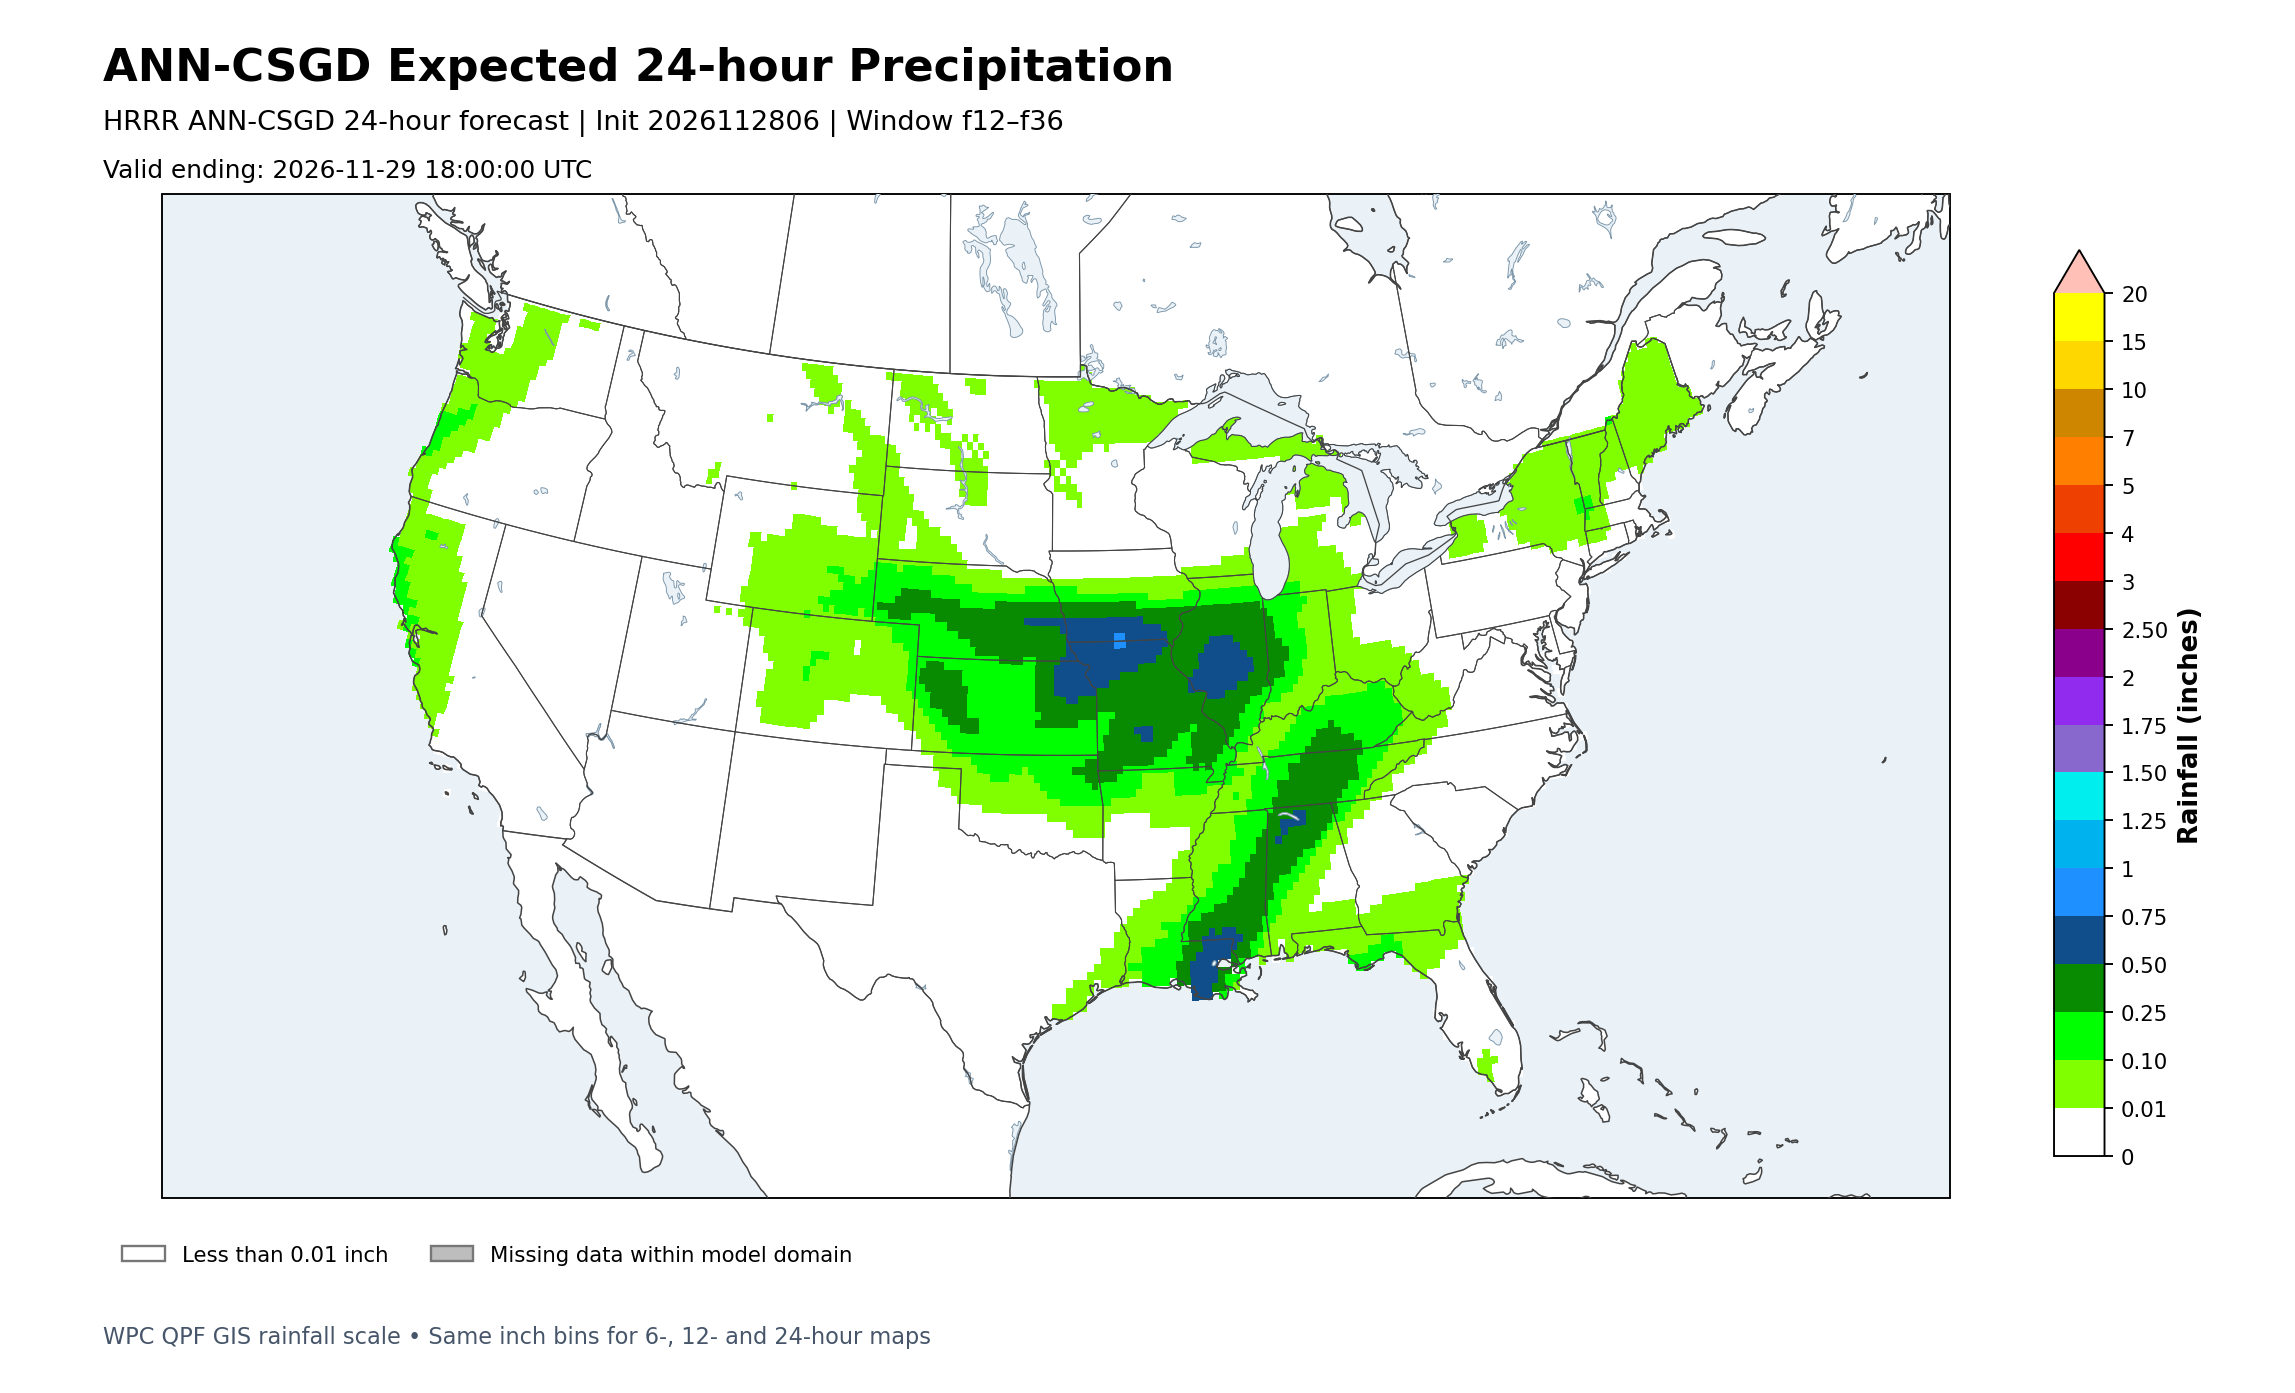 ANN-CSGD Expected 24-hour Precipitation
HRRR ANN-CSGD 24-hour forecast | Init 2026112806 | Window f12–f36
Valid ending: 2026-11-29 18:00:00 UTC
20
15
10
7
5
4
3
2.50
2
1.75
1.50
1.25
1
0.75
0.50
0.25
0.10
0.01
0
Rainfall (inches)
Less than 0.01 inch
Missing data within model domain
WPC QPF GIS rainfall scale • Same inch bins for 6-, 12- and 24-hour maps